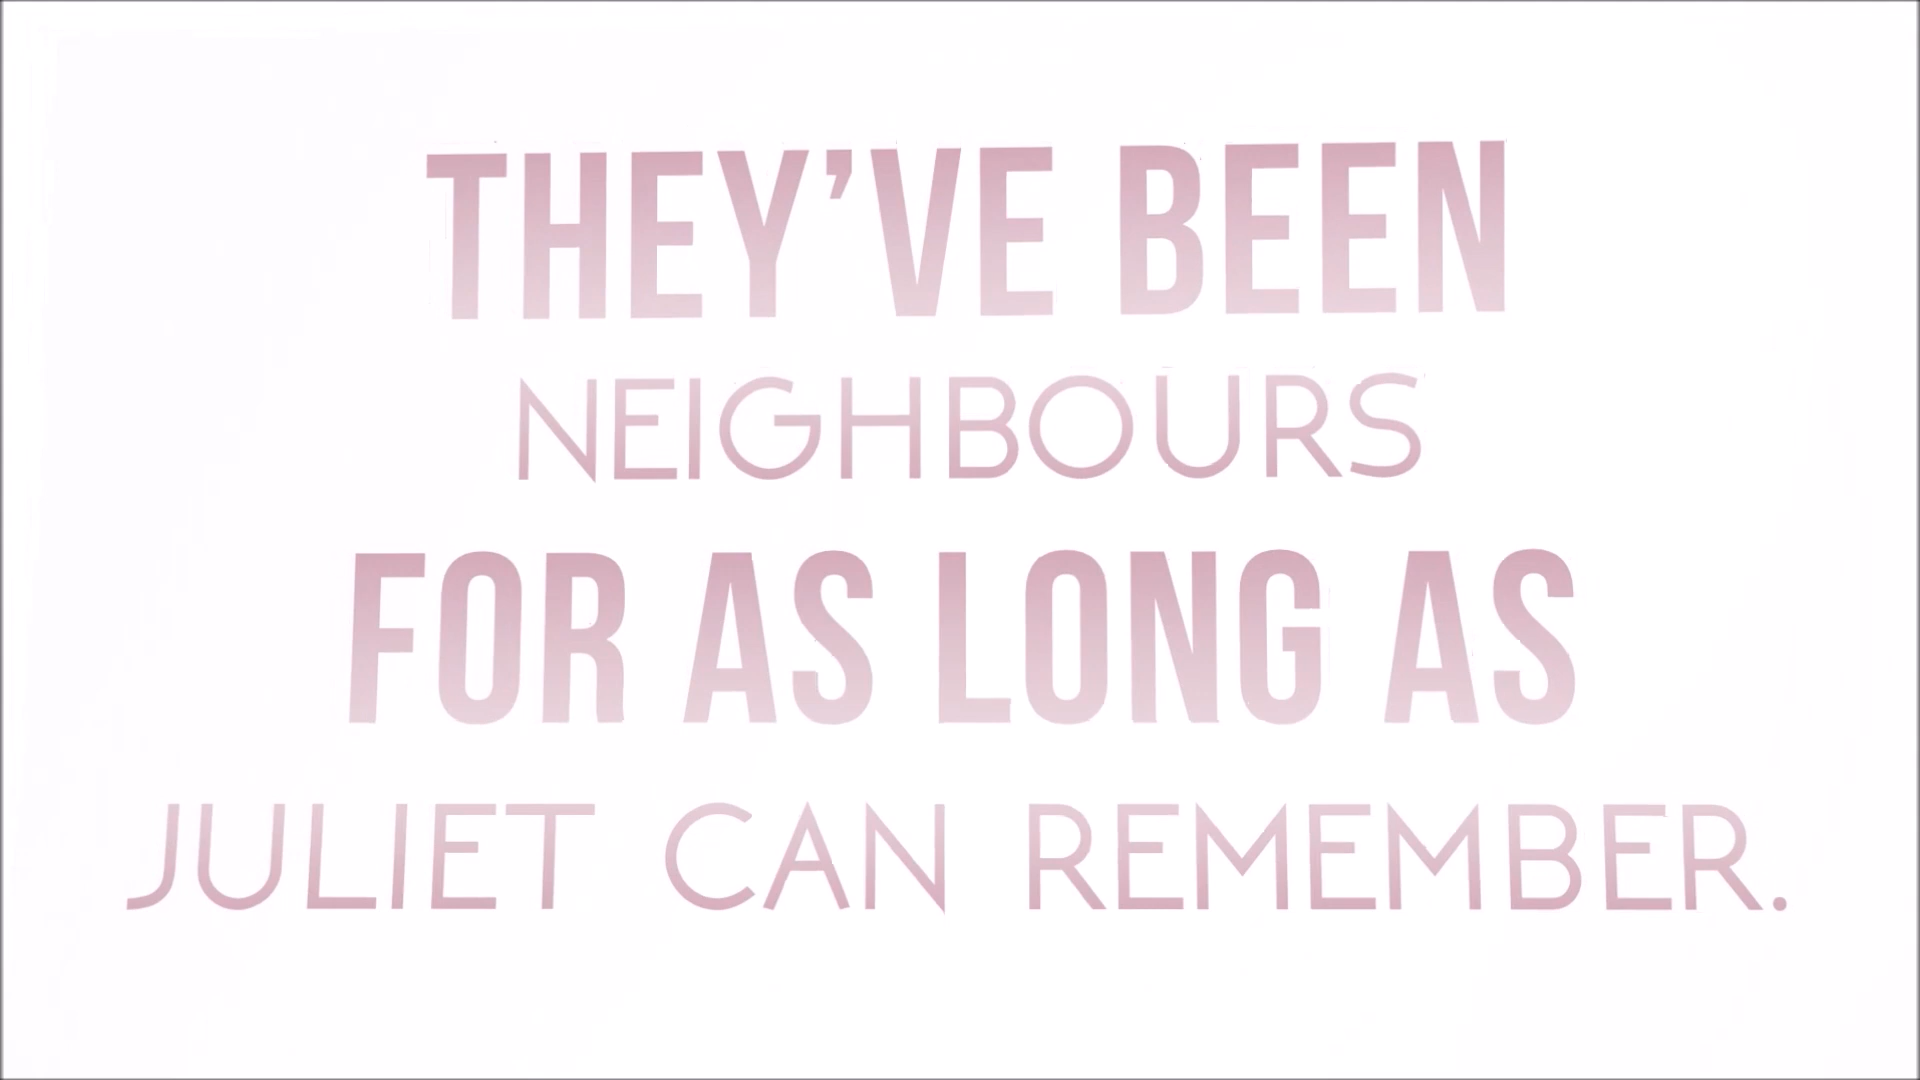 THEY'VE BEEN
NEIGHBOURS
FOR AS LONG AS
JULIET CAN REMEMBER.